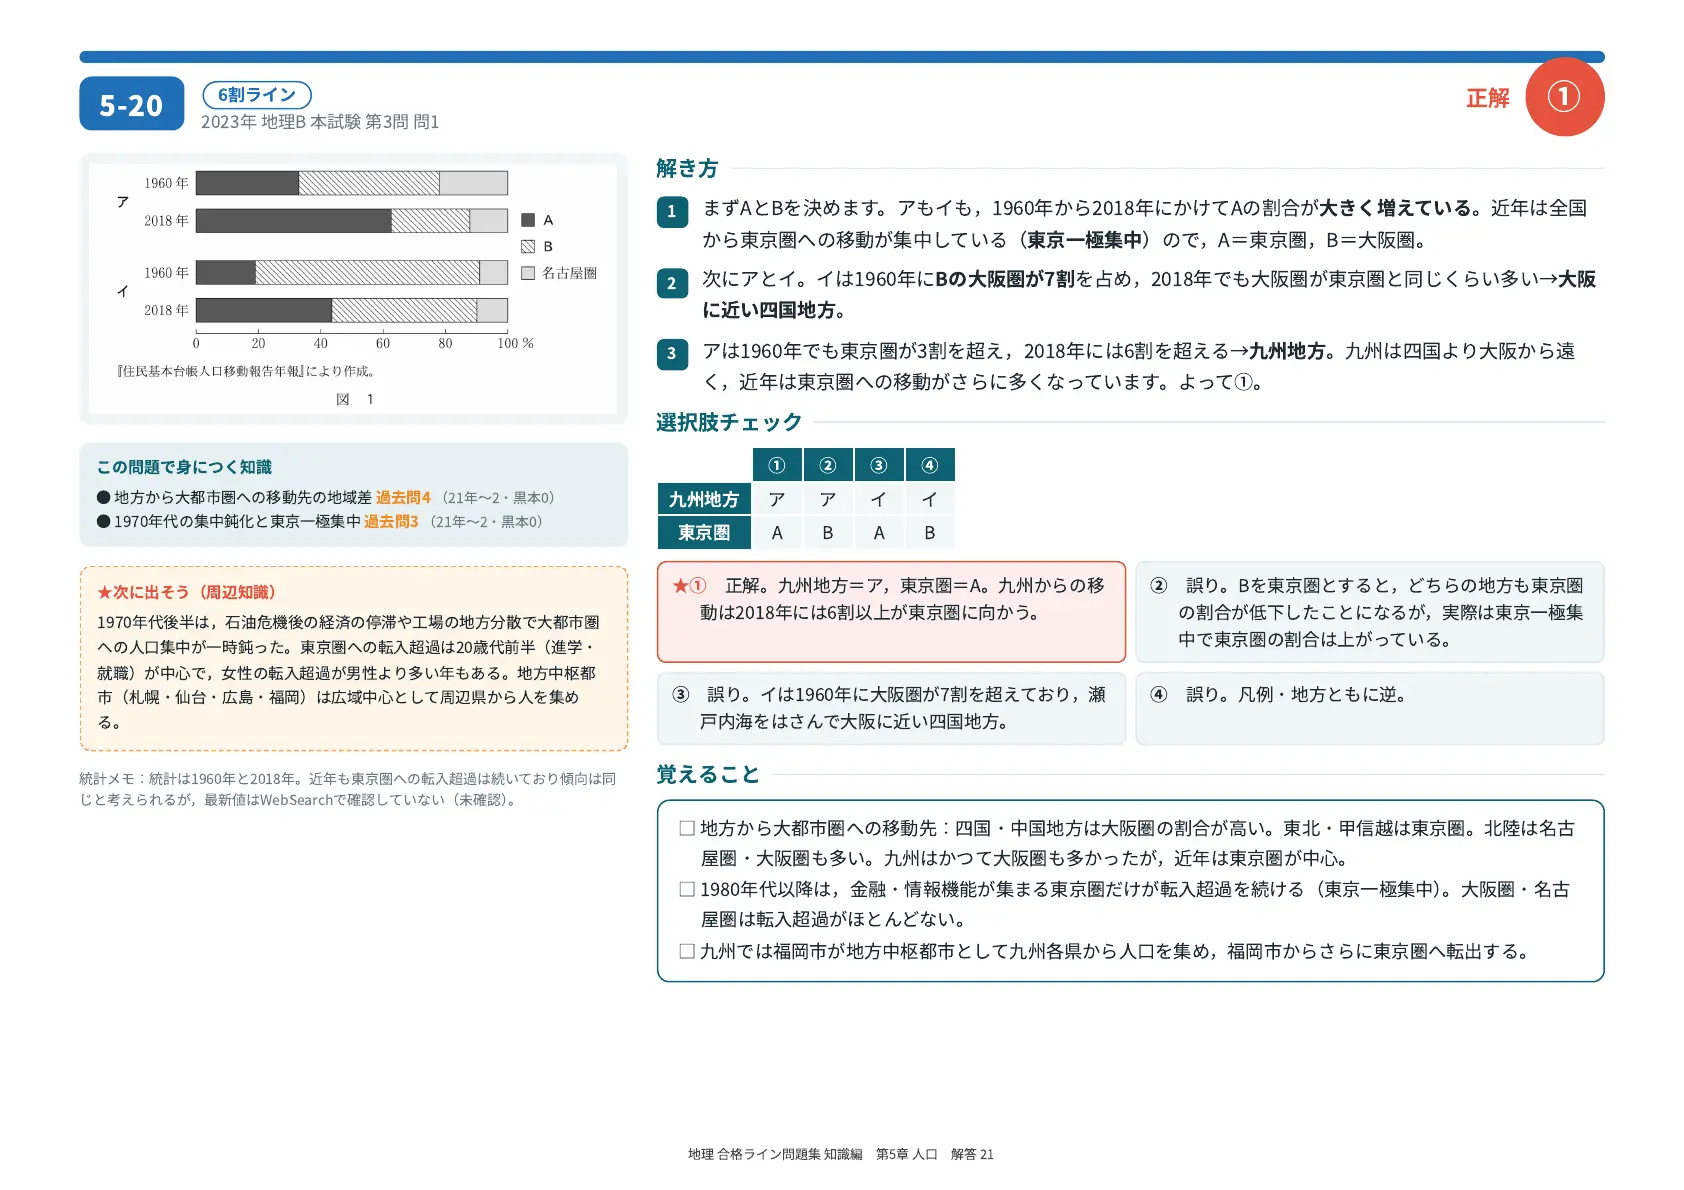 5-20
6割ライン
2023年 地理B 本試験 第3問 問1
正解
①
ア
1960 年
2018 年
イ
1960 年
2018 年
A
B
名古屋圏
0 20 40 60 80 100 %
『住民基本台帳人口移動報告年報』により作成。
図 1
この問題で身につく知識
● 地方から大都市圏への移動先の地域差 過去問4 （21年〜2・黒本0）
● 1970年代の集中鈍化と東京一極集中 過去問3 （21年〜2・黒本0）
★次に出そう（周辺知識）
1970年代後半は，石油危機後の経済の停滞や工場の地方分散で大都市圏
への人口集中が一時鈍った。東京圏への転入超過は20歳代前半（進学・
就職）が中心で，女性の転入超過が男性より多い年もある。地方中枢都
市（札幌・仙台・広島・福岡）は広域中心として周辺県から人を集め
る。
統計メモ：統計は1960年と2018年。近年も東京圏への転入超過は続いており傾向は同
じと考えられるが，最新値はWebSearchで確認していない（未確認）。
解き方
1
まずAとBを決めます。アもイも，1960年から2018年にかけてAの割合が大きく増えている。近年は全国
から東京圏への移動が集中している（東京一極集中）ので，A＝東京圏，B＝大阪圏。
2
次にアとイ。イは1960年にBの大阪圏が7割を占め，2018年でも大阪圏が東京圏と同じくらい多い→大阪
に近い四国地方。
3
アは1960年でも東京圏が3割を超え，2018年には6割を超える→九州地方。九州は四国より大阪から遠
く，近年は東京圏への移動がさらに多くなっています。よって①。
選択肢チェック
① ② ③ ④
九州地方 ア ア イ イ
東京圏 A B A B
★① 正解。九州地方＝ア，東京圏＝A。九州からの移
動は2018年には6割以上が東京圏に向かう。
② 誤り。Bを東京圏とすると，どちらの地方も東京圏
の割合が低下したことになるが，実際は東京一極集
中で東京圏の割合は上がっている。
③ 誤り。イは1960年に大阪圏が7割を超えており，瀬
戸内海をはさんで大阪に近い四国地方。
④ 誤り。凡例・地方ともに逆。
覚えること
□ 地方から大都市圏への移動先：四国・中国地方は大阪圏の割合が高い。東北・甲信越は東京圏。北陸は名古
屋圏・大阪圏も多い。九州はかつて大阪圏も多かったが，近年は東京圏が中心。
□ 1980年代以降は，金融・情報機能が集まる東京圏だけが転入超過を続ける（東京一極集中）。大阪圏・名古
屋圏は転入超過がほとんどない。
□ 九州では福岡市が地方中枢都市として九州各県から人口を集め，福岡市からさらに東京圏へ転出する。
地理 合格ライン問題集 知識編 第5章 人口 解答 21